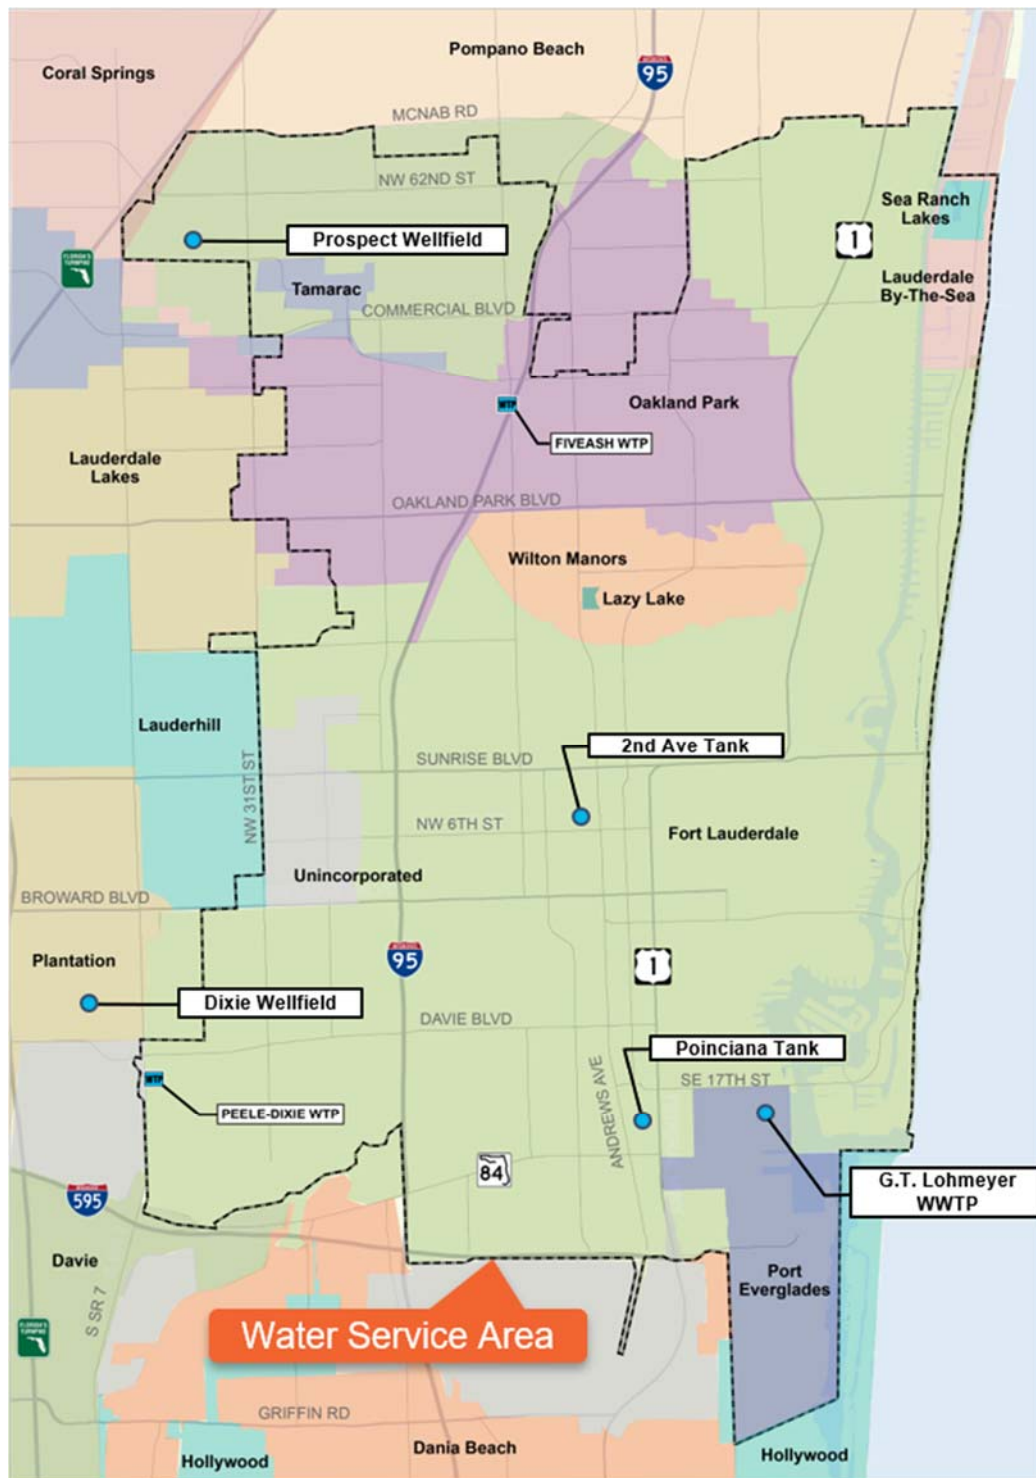 Pompano Beach
Coral Springs
95
MCNAB RD
NW 62ND ST
Sea Ranch
Lakes
1
Prospect Wellfield
Tamarac
Lauderdale
By-The-Sea
COMMERCIAL BLVD
WTP
Oakland Park
FIVEASH WTP
Lauderdale
Lakes
OAKLAND PARK BLVD
Wilton Manors
Lazy Lake
Lauderhill
2nd Ave Tank
SUNRISE BLVD
NW 31ST ST
NW 6TH ST
Fort Lauderdale
Unincorporated
BROWARD BLVD
Plantation
95
1
Dixie Wellfield
DAVIE BLVD
Poinciana Tank
WTP
SE 17TH ST
PEELE-DIXIE WTP
ANDREWS AVE
84
G.T. Lohmeyer
WWTP
595
Davie
Port
Everglades
S SR 7
Water Service Area
GRIFFIN RD
Dania Beach
Hollywood
Hollywood